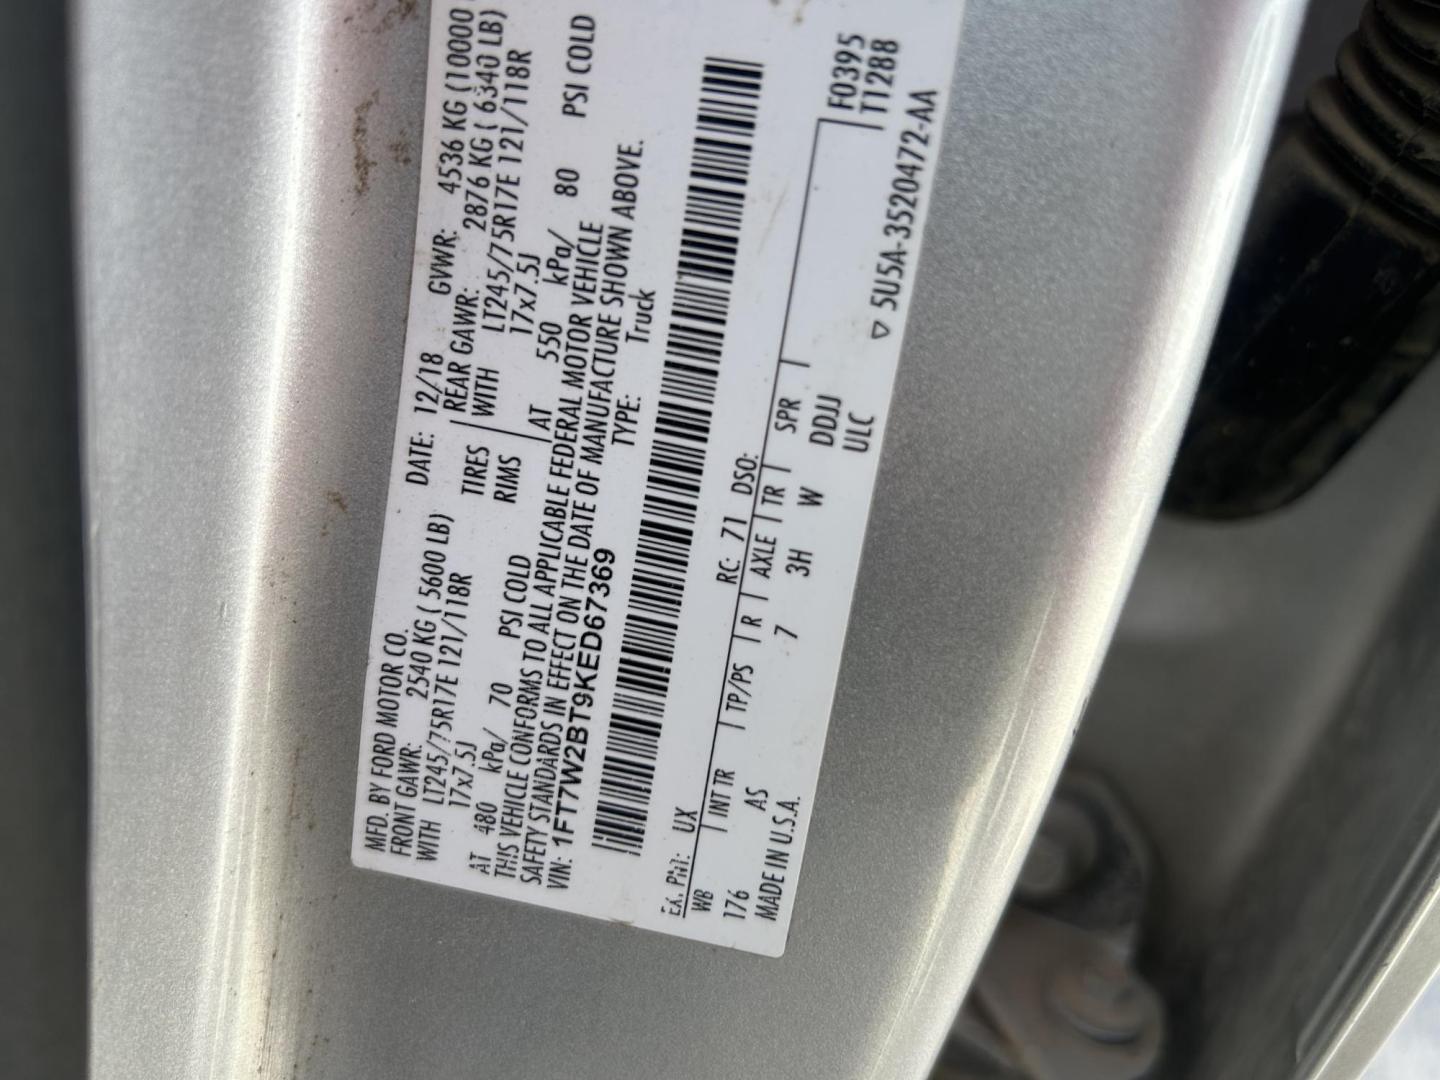 MFD. BY FORD MOTOR CO. DATE: 12/18 GVWR: 4536 KG (10000
FRONT GAWR: 2540 KG ( 5600 LB) REAR GAWR: 2876 KG ( 6340 LB)
WITH LT245/75R17E 121/118R TIRES WITH LT245/75R17E 121/118R
17x7.5J RIMS 17x7.5J
AT 480 kPa/ 70 PSI COLD AT 550 kPa/ 80 PSI COLD
THIS VEHICLE CONFORMS TO ALL APPLICABLE FEDERAL MOTOR VEHICLE
SAFETY STANDARDS IN EFFECT ON THE DATE OF MANUFACTURE SHOWN ABOVE.
VIN: 1FT7W2BT9KED67369 TYPE: Truck
F0395
T1288
EX. PNT: UX RC: 71 DSO:
WB INT TR TP/PS R AXLE TR SPR
176 AS 7 3H W DDJJ
MADE IN U.S.A. ULC
▽ 5U5A-3520472-AA